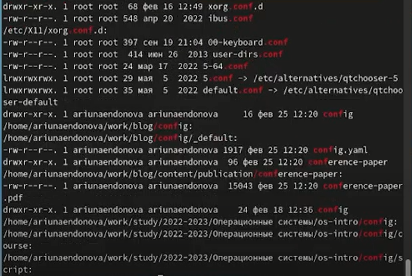 drwxr-xr-x. 1 root root  68 фев 16 12:49 xorg.conf.d
-rw-r--r--. 1 root root 548 апр 20  2022 ibus.conf
/etc/X11/xorg.conf.d:
-rw-r--r--. 1 root root 397 сен 19 21:04 00-keyboard.conf
-rw-r--r--. 1 root root  414 июн 26  2013 user-dirs.conf
-rw-r--r--. 1 root root 24 мар 17  2022 5-64.conf
lrwxrwxrwx. 1 root root 29 мая  5  2022 5.conf -> /etc/alternatives/qtchooser-5
lrwxrwxrwx. 1 root root 35 мая  5  2022 default.conf -> /etc/alternatives/qtchoo
ser-default
drwxr-xr-x. 1 ariunaendonova ariunaendonova    16 фев 25 12:20 config
/home/ariunaendonova/work/blog/config:
/home/ariunaendonova/work/blog/config/_default:
-rw-r--r--. 1 ariunaendonova ariunaendonova 1917 фев 25 12:20 config.yaml
drwxr-xr-x. 1 ariunaendonova ariunaendonova  96 фев 25 12:20 conference-paper
/home/ariunaendonova/work/blog/content/publication/conference-paper:
-rw-r--r--. 1 ariunaendonova ariunaendonova  15043 фев 25 12:20 conference-paper
.pdf
drwxr-xr-x. 1 ariunaendonova ariunaendonova   24 фев 18 12:36 config
/home/ariunaendonova/work/study/2022-2023/Операционные системы/os-intro/config:
/home/ariunaendonova/work/study/2022-2023/Операционные системы/os-intro/config/c
ourse:
/home/ariunaendonova/work/study/2022-2023/Операционные системы/os-intro/config/s
cript: